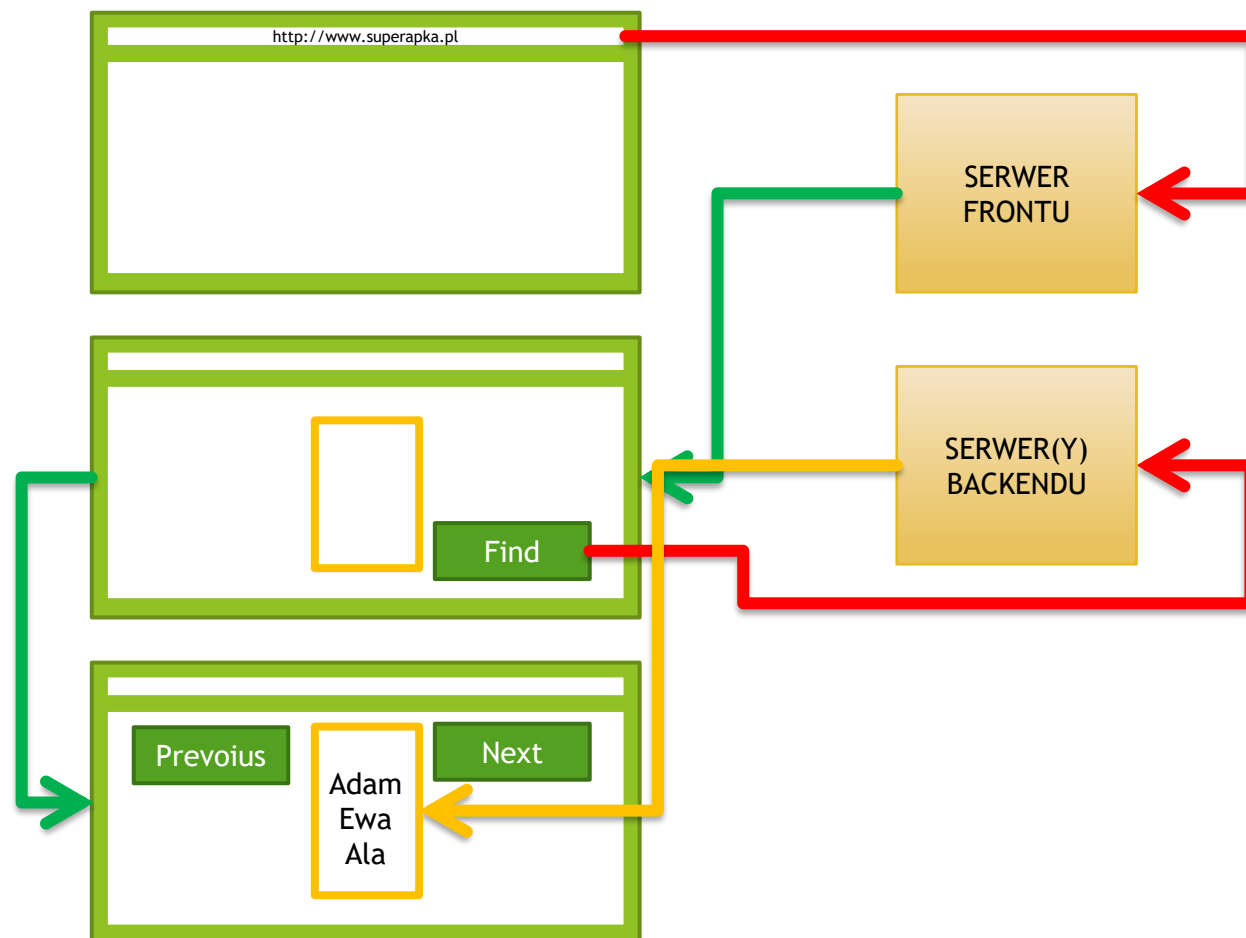 http://www.superapka.pl
SERWER
FRONTU
SERWER(Y)
BACKENDU
Find
Prevoius
Next
Adam
Ewa
Ala